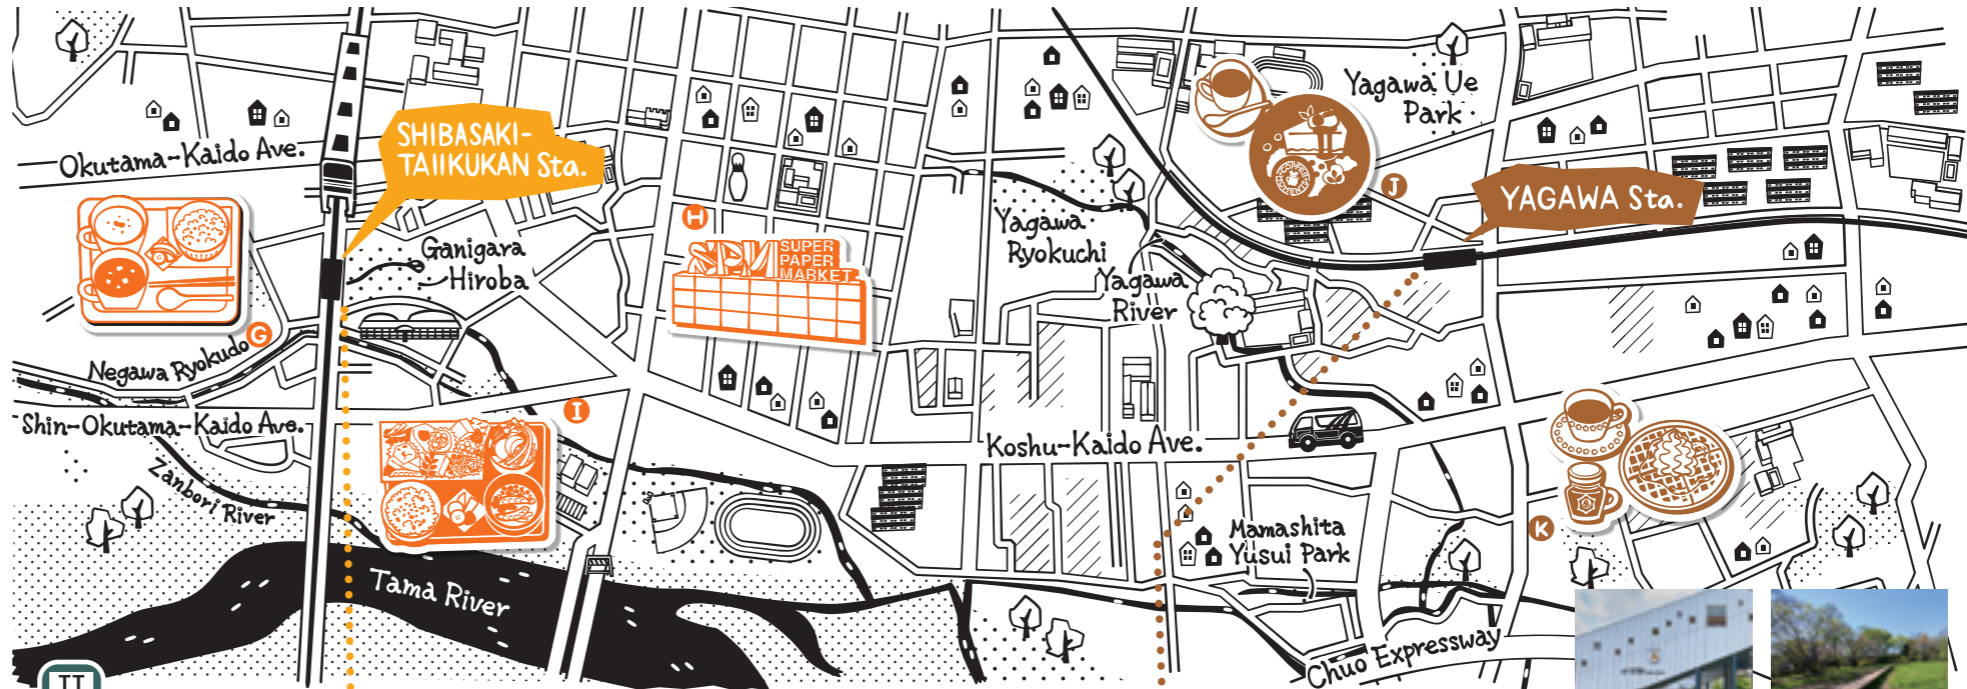 Okutama-Kaido Ave.
SHIBASAKI-
TAIIKUKAN Sta.
Ganigara
Hiroba
G
Negawa Ryokudo
Shin-Okutama-Kaido Ave.
Zanbori River
Tama River
I
H
SPM
SUPER
PAPER
MARKET
Yagawa
Ryokuchi
Yagawa
River
Yagawa Ue
Park
J
YAGAWA Sta.
Koshu-Kaido Ave.
Mamashita
Yusui Park
K
Chuo Expressway
TT